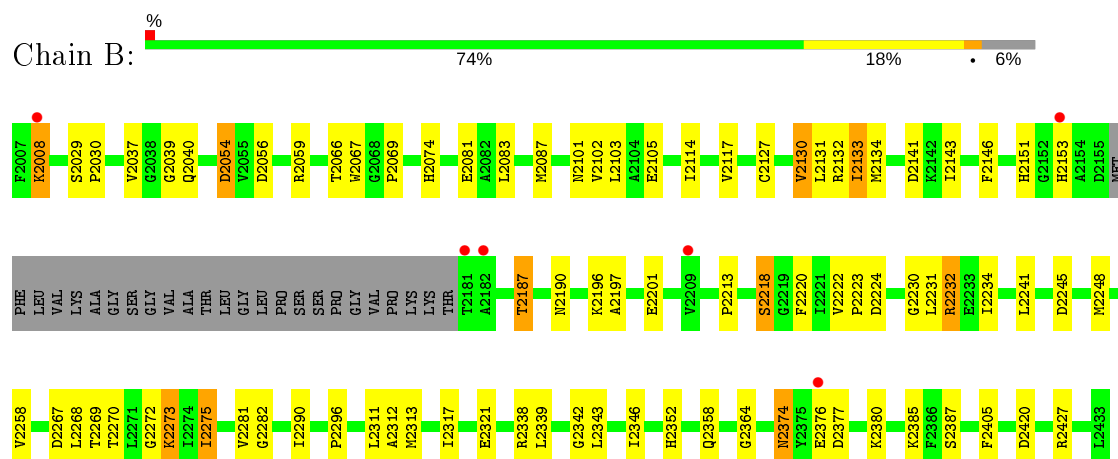 %
Chain B:
74% 18% • 6%
F2007 K2008 S2029 P2030 V2037 G2038 G2039 Q2040 D2054 V2055 D2056 R2059 T2066 W2067 G2068 P2069 H2074 E2081 A2082 L2083 M2087 N2101 V2102 L2103 A2104 E2105 I2114 V2117 C2127 V2130 L2131 R2132 I2133 M2134 D2141 K2142 I2143 F2146 H2151 G2152 H2153 A2154 D2155 MET
PHE LEU VAL LYS ALA GLY SER GLY VAL ALA THR LEU GLY LEU PRO SER SER PRO GLY VAL PRO LYS LYS THR T2181 A2182 T2187 N2190 K2196 A2197 E2201 V2209 P2213 S2218 G2219 F2220 I2221 V2222 P2223 D2224 G2230 L2231 R2232 E2233 I2234 L2241 D2245 M2248
V2258 D2267 L2268 T2269 T2270 L2271 G2272 K2273 I2274 I2275 V2281 G2282 I2290 P2296 L2311 A2312 M2313 I2317 E2321 R2338 L2339 G2342 L2343 I2346 H2352 Q2358 G2364 N2374 Y2375 E2376 D2377 K2380 K2385 F2386 S2387 F2405 D2420 R2427 L2433